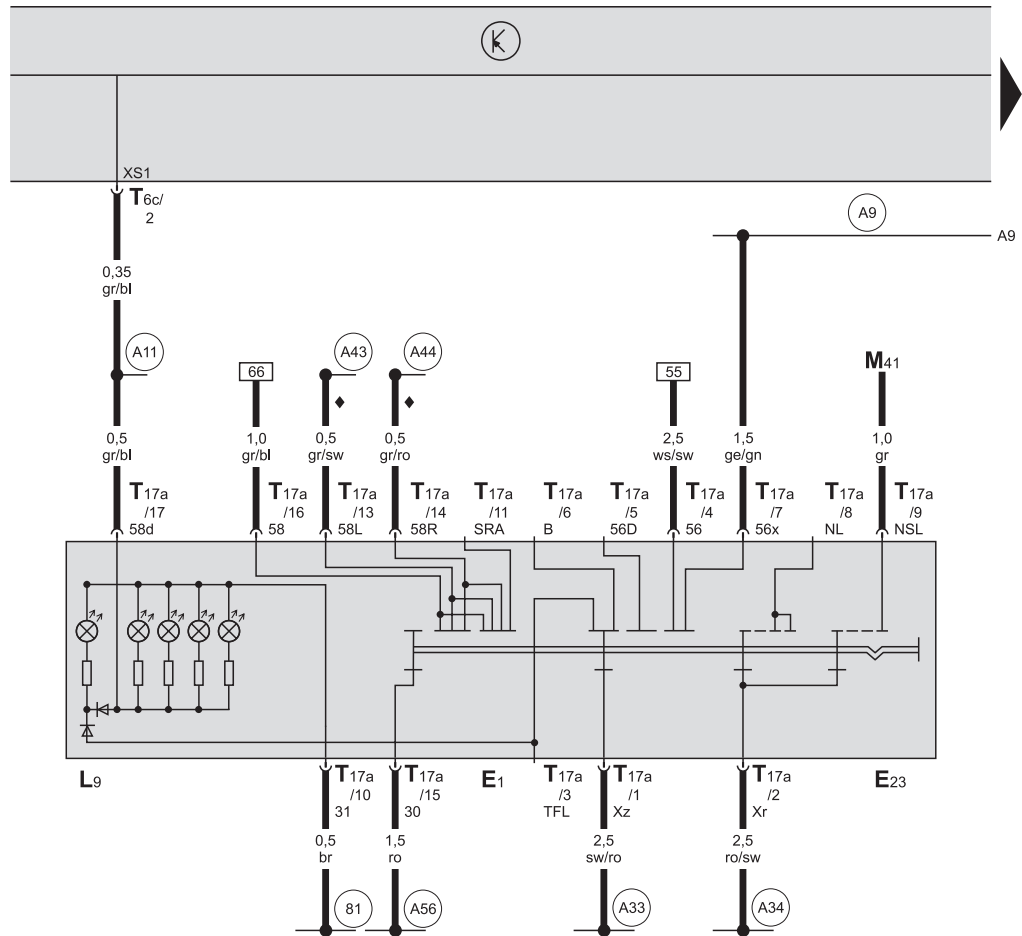 XS1
T6c/
2
A9
A9
0,35
gr/bl
A11
66
A43
A44
55
M41
0,5
gr/bl
1,0
gr/bl
0,5
gr/sw
0,5
gr/ro
2,5
ws/sw
1,5
ge/gn
1,0
gr
T17a
/17
58d
T17a
/16
58
T17a
/13
58L
T17a
/14
58R
T17a
/11
SRA
T17a
/6
B
T17a
/5
56D
T17a
/4
56
T17a
/7
56x
T17a
/8
NL
T17a
/9
NSL
L9
T17a
/10
31
T17a
/15
30
E1
T17a
/3
TFL
T17a
/1
Xz
T17a
/2
Xr
E23
0,5
br
1,5
ro
2,5
sw/ro
2,5
ro/sw
81
A56
A33
A34